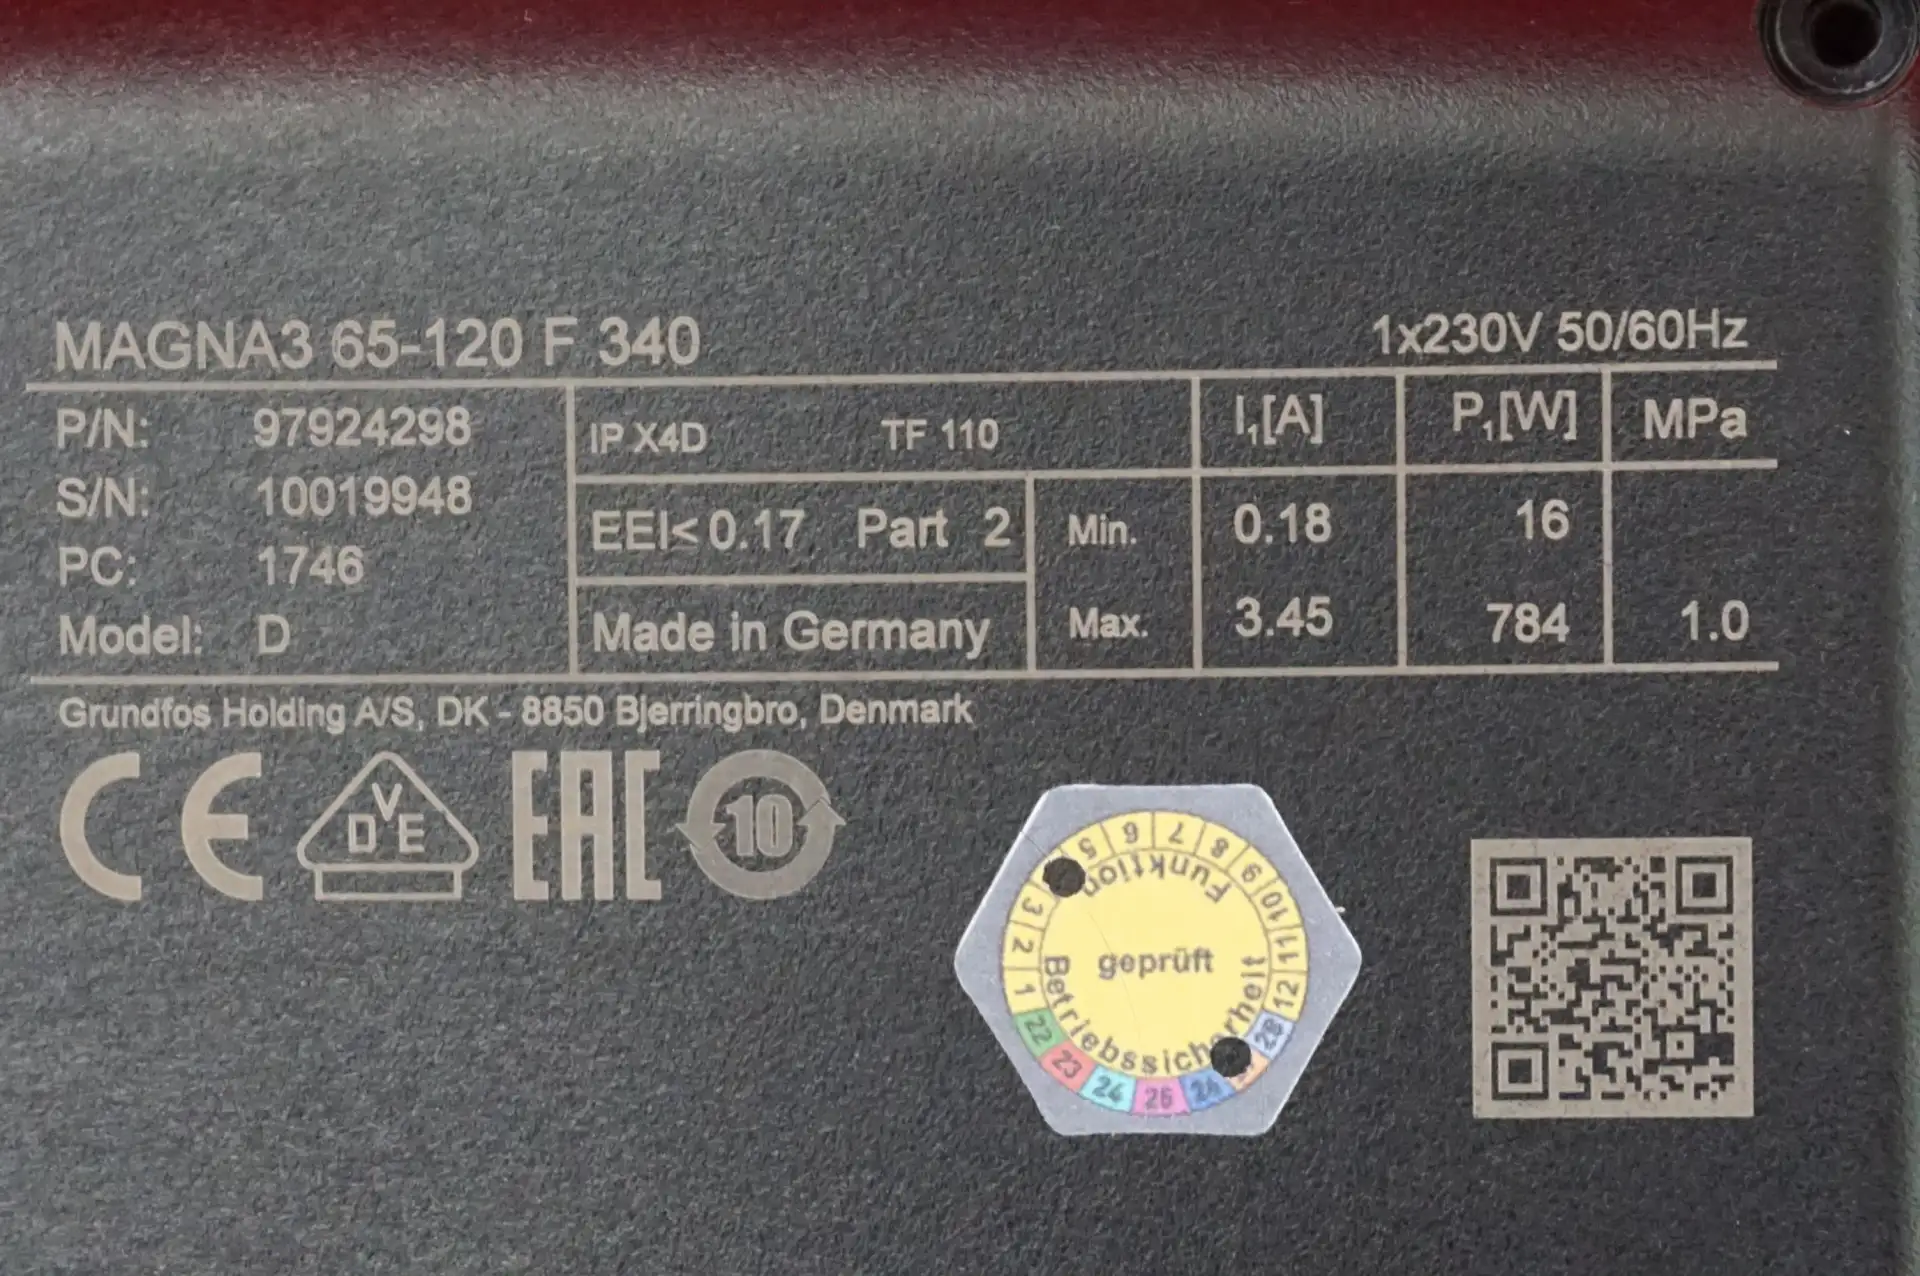 MAGNA3 65-120 F 340
1x230V 50/60Hz
P/N: 97924298
S/N: 10019948
PC: 1746
Model: D
IP X4D TF 110
EEI≤ 0.17 Part 2
Made in Germany
I₁[A] P₁[W] MPa
Min. 0.18 16
Max. 3.45 784 1.0
Grundfos Holding A/S, DK - 8850 Bjerringbro, Denmark
CE
VDE
EAC
10
Funktion
geprüft
1 2 3 5 6 7 8 9 10 11 12
22 23 24 26 28